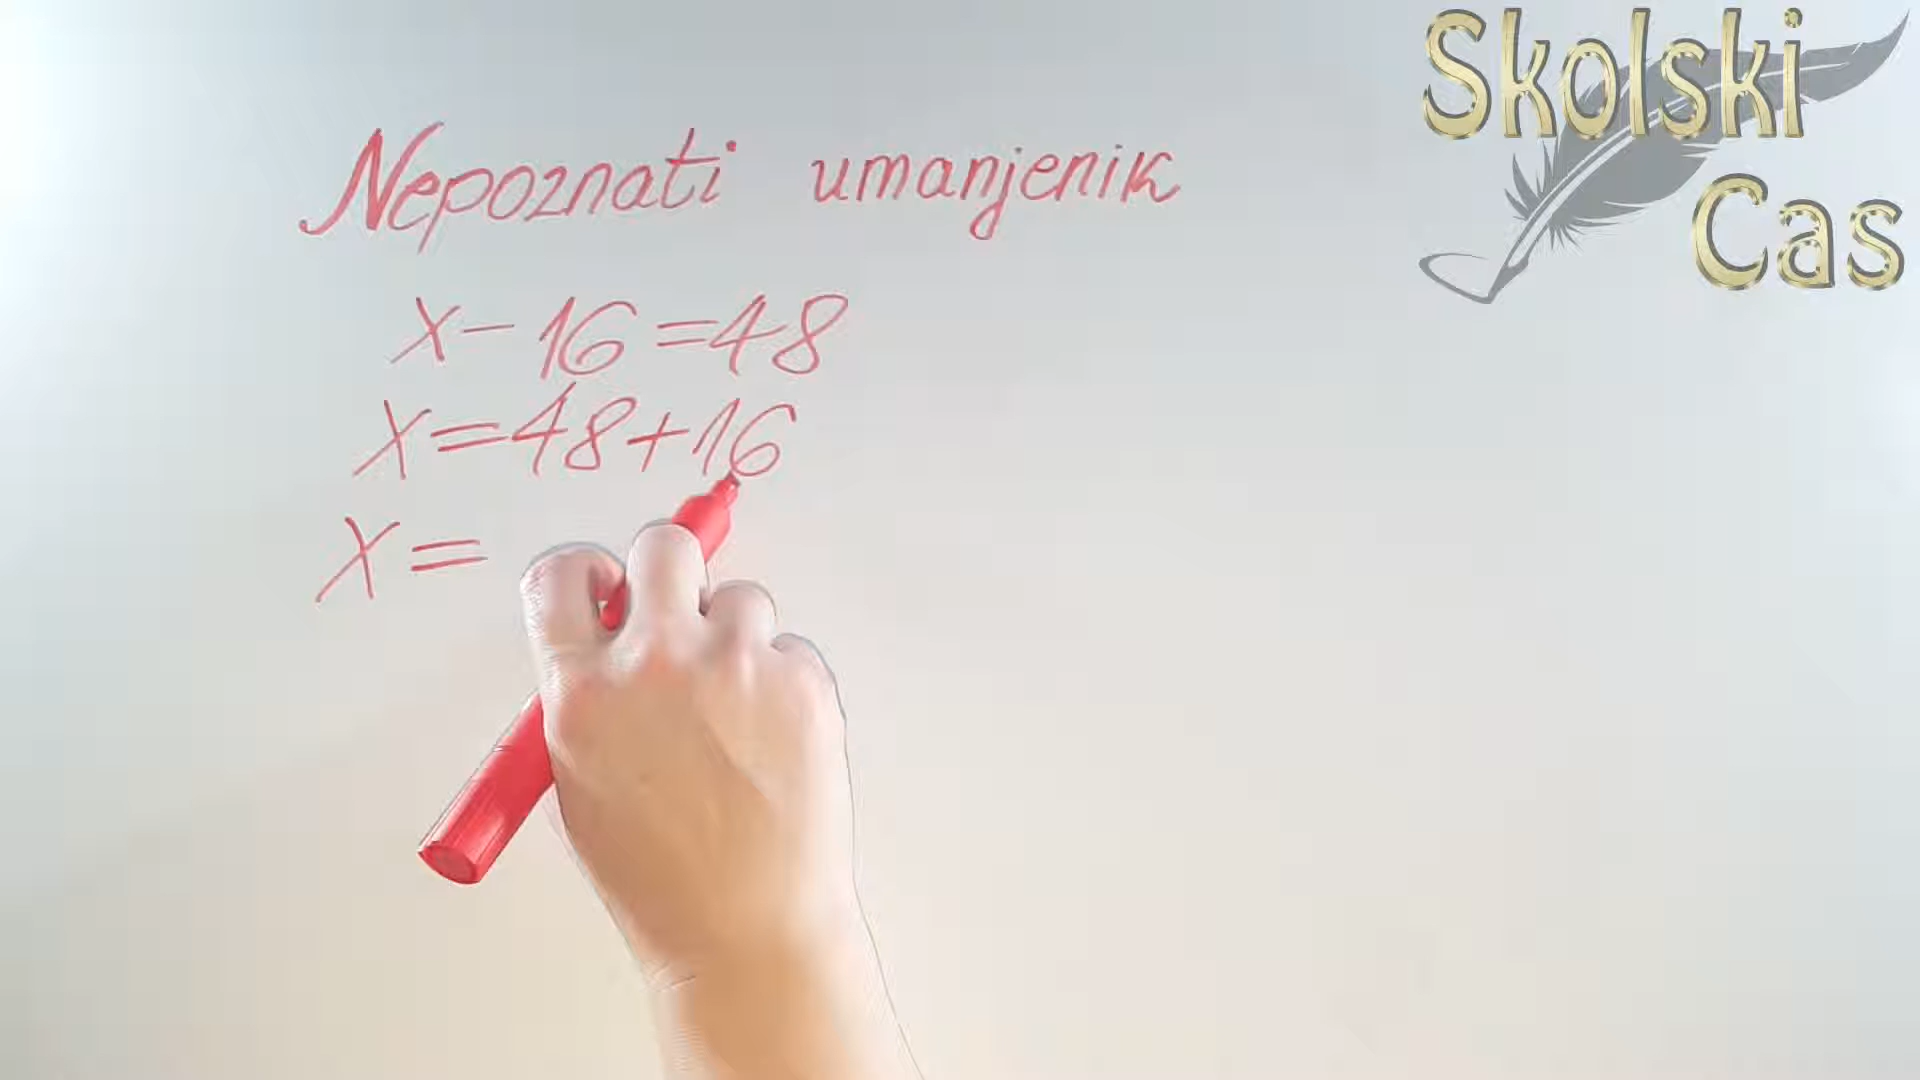 Skolski
Cas
Nepoznati umanjenik
x - 16 = 48
x = 48 + 16
x =